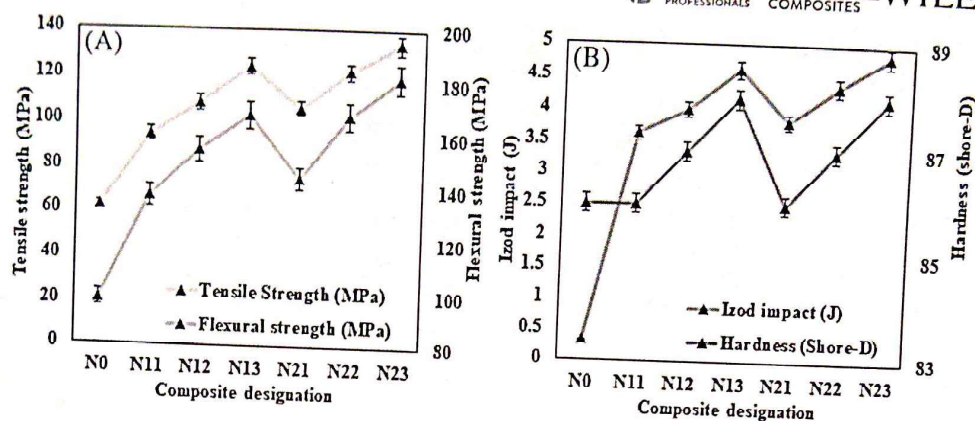 PROFESSIONALS COMPOSITES
(A)
140
120
100
80
60
40
20
0
Tensile strength (MPa)
200
180
160
140
120
100
80
Flexural strength (MPa)
Tensile Strength (MPa)
Flexural strength (MPa)
N0 N11 N12 N13 N21 N22 N23
Composite designation
(B)
5
4.5
4
3.5
3
2.5
2
1.5
1
0.5
0
Izod impact (J)
89
87
85
83
Hardness (shore-D)
Izod impact (J)
Hardness (Shore-D)
N0 N11 N12 N13 N21 N22 N23
Composite designation